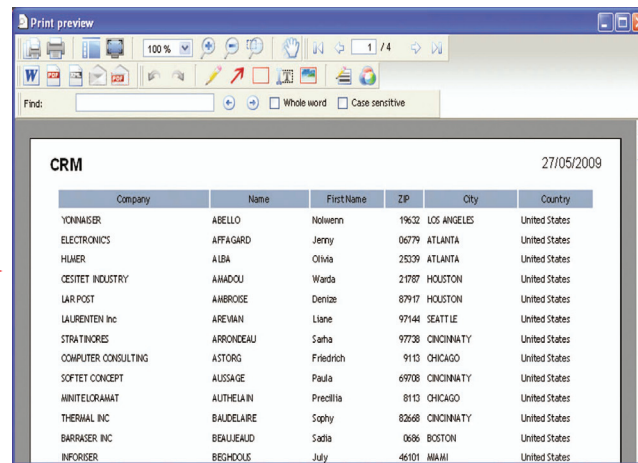 Print preview
100 % 1 / 4
W PDF PDF
Find: Whole word Case sensitive
CRM 27/05/2009
Company Name First Name ZIP City Country
YONNAISER ABELLO Nolwenn 19632 LOS ANGELES United States
ELECTRONICS AFFAGARD Jenny 06779 ATLANTA United States
HLMER ALBA Olivia 25339 ATLANTA United States
CESITET INDUSTRY AMADOU Warda 21787 HOUSTON United States
LAR POST AMBROISE Denize 87917 HOUSTON United States
LAURENTEN Inc AREVIAN Liane 97144 SEATTLE United States
STRATINORES ARRONDEAU Sarha 97738 CINCINNATY United States
COMPUTER CONSULTING ASTORG Friedrich 9113 CHICAGO United States
SOFTET CONCEPT AUSSAGE Paula 69708 CINCINNATY United States
MINITELORAMAT AUTHELAIN Precillia 8113 CHICAGO United States
THERMAL INC BAUDELAIRE Sophy 82668 CINCINNATY United States
BARRASER INC BEAUJEAUD Sadia 0686 BOSTON United States
INFORISER BEGHDOUS July 46101 MIAMI United States